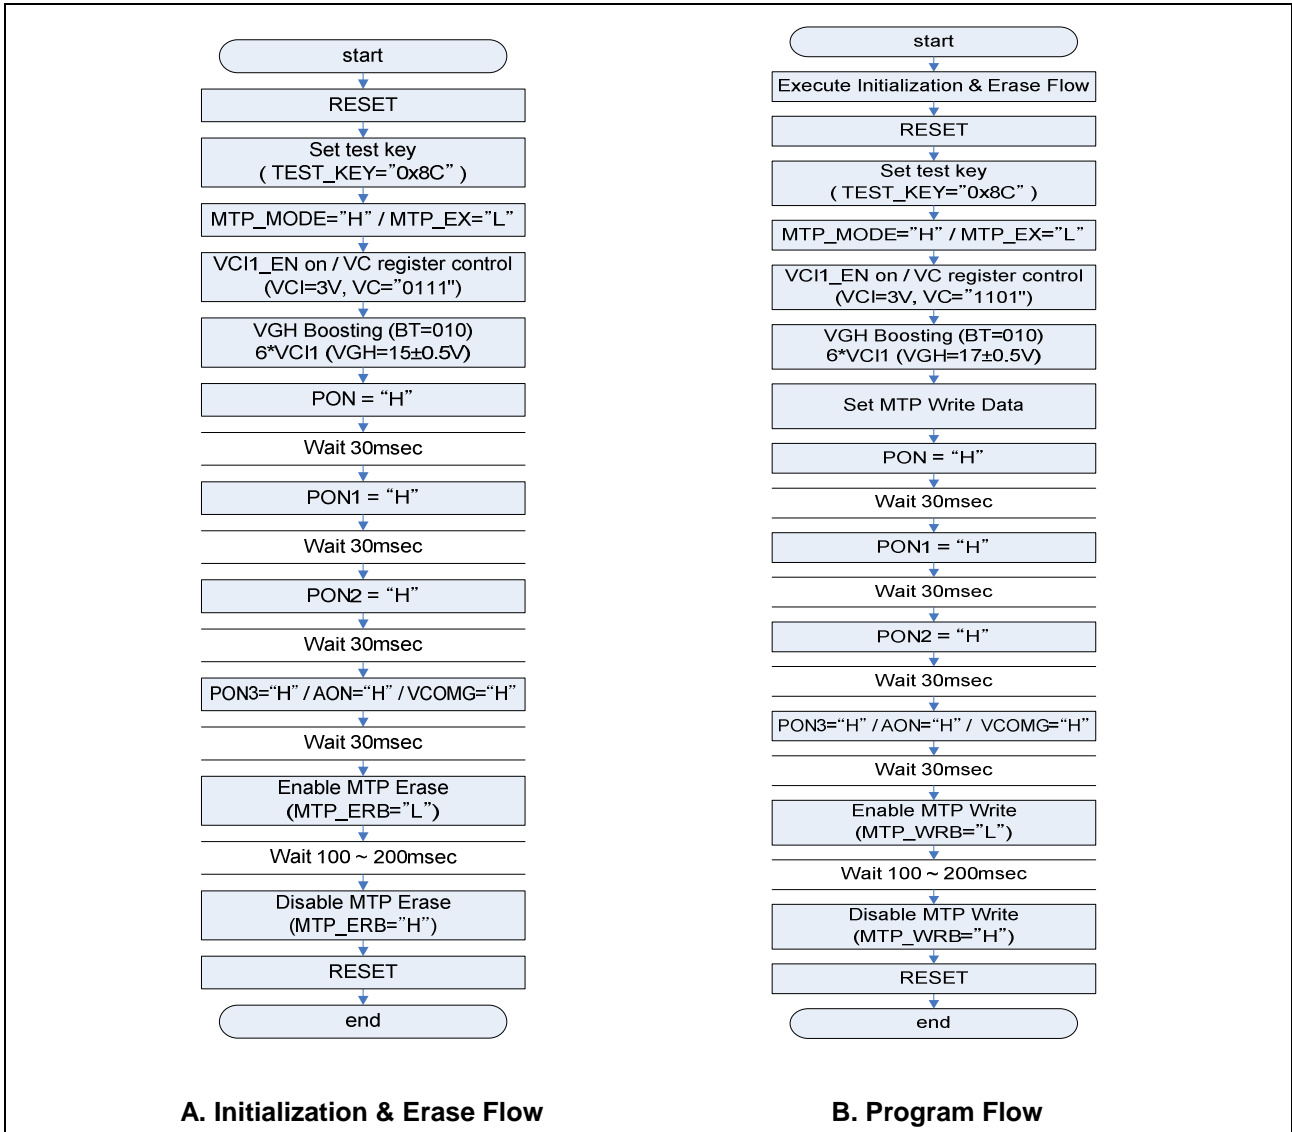 start
RESET
Set test key
( TEST_KEY=”0x8C” )
MTP_MODE=”H” / MTP_EX=”L”
VCI1_EN on / VC register control
(VCI=3V, VC=”0111")
VGH Boosting (BT=010)
6*VCI1 (VGH=15±0.5V)
PON = “H”
Wait 30msec
PON1 = “H”
Wait 30msec
PON2 = “H”
Wait 30msec
PON3=“H” / AON=“H” / VCOMG=“H”
Wait 30msec
Enable MTP Erase
(MTP_ERB=”L”)
Wait 100 ~ 200msec
Disable MTP Erase
(MTP_ERB=”H”)
RESET
end
A. Initialization & Erase Flow
start
Execute Initialization & Erase Flow
RESET
Set test key
( TEST_KEY=”0x8C” )
MTP_MODE=”H” / MTP_EX=”L”
VCI1_EN on / VC register control
(VCI=3V, VC=”1101")
VGH Boosting (BT=010)
6*VCI1 (VGH=17±0.5V)
Set MTP Write Data
PON = “H”
Wait 30msec
PON1 = “H”
Wait 30msec
PON2 = “H”
Wait 30msec
PON3=“H” / AON=“H” / VCOMG=“H”
Wait 30msec
Enable MTP Write
(MTP_WRB=”L”)
Wait 100 ~ 200msec
Disable MTP Write
(MTP_WRB=”H”)
RESET
end
B. Program Flow